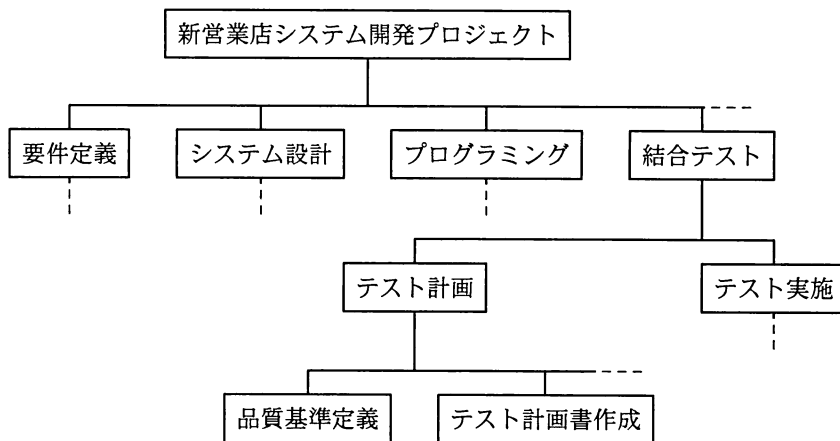 新営業店システム開発プロジェクト
要件定義
システム設計
プログラミング
結合テスト
テスト計画
テスト実施
品質基準定義
テスト計画書作成